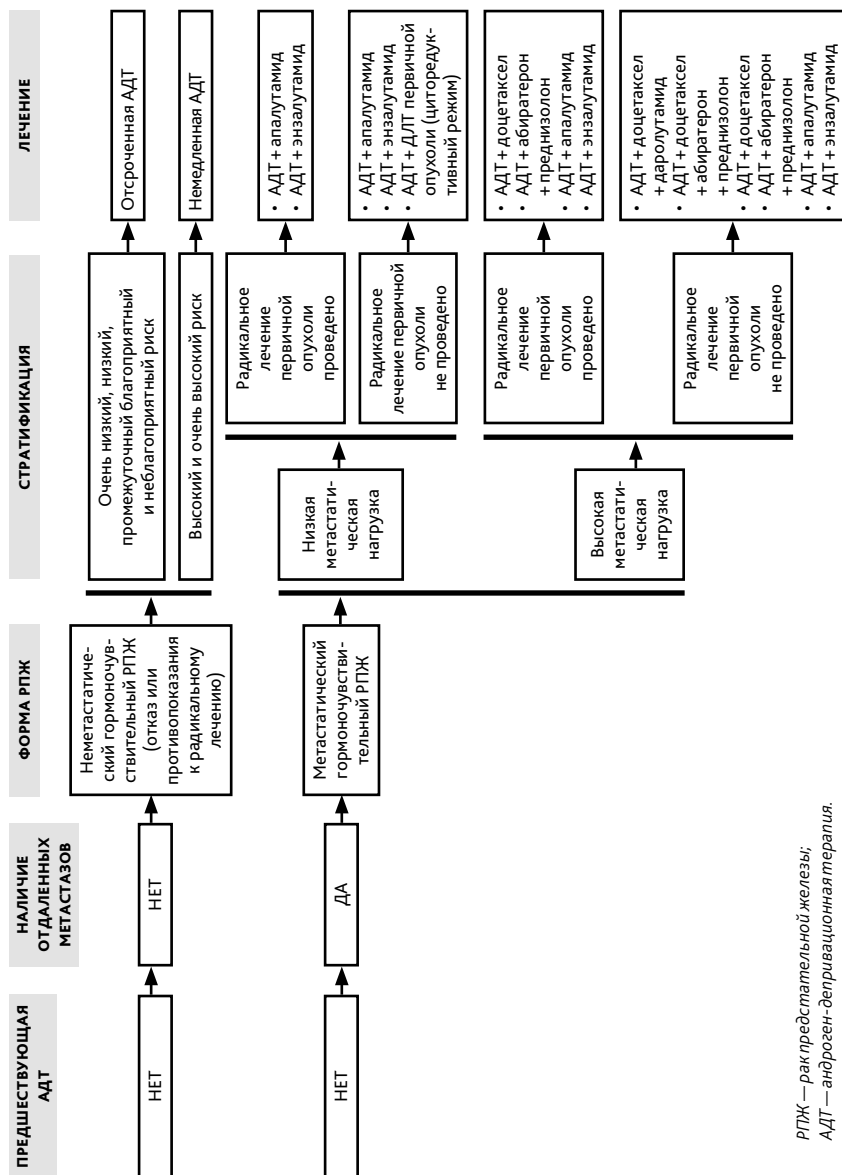 ПРЕДШЕСТВУЮЩАЯ
АДТ
НАЛИЧИЕ
ОТДАЛЕННЫХ
МЕТАСТАЗОВ
ФОРМА РПЖ
СТРАТИФИКАЦИЯ
ЛЕЧЕНИЕ
НЕТ
НЕТ
Неметастатиче-
ский гормоночув-
ствительный РПЖ
(отказ или
противопоказания
к радикальному
лечению)
Очень низкий, низкий,
промежуточный благоприятный
и неблагоприятный риск
Отсроченная АДТ
Высокий и очень высокий риск
Немедленная АДТ
НЕТ
ДА
Метастатический
гормоночувстви-
тельный РПЖ
Низкая
метастати-
ческая
нагрузка
Радикальное
лечение
первичной
опухоли
проведено
• АДТ + апалутамид
• АДТ + энзалутамид
Радикальное
лечение первичной
опухоли
не проведено
• АДТ + апалутамид
• АДТ + энзалутамид
• АДТ + ДЛТ первичной
опухоли (циторедук-
тивный режим)
Высокая
метастати-
ческая
нагрузка
Радикальное
лечение
первичной
опухоли
проведено
• АДТ + доцетаксел
• АДТ + абиратерон
+ преднизолон
• АДТ + апалутамид
• АДТ + энзалутамид
Радикальное
лечение
первичной
опухоли
не проведено
• АДТ + доцетаксел
+ даролутамид
• АДТ + доцетаксел
+ абиратерон
+ преднизолон
• АДТ + доцетаксел
• АДТ + абиратерон
+ преднизолон
• АДТ + апалутамид
• АДТ + энзалутамид
РПЖ — рак предстательной железы;
АДТ — андроген-депривационная терапия.